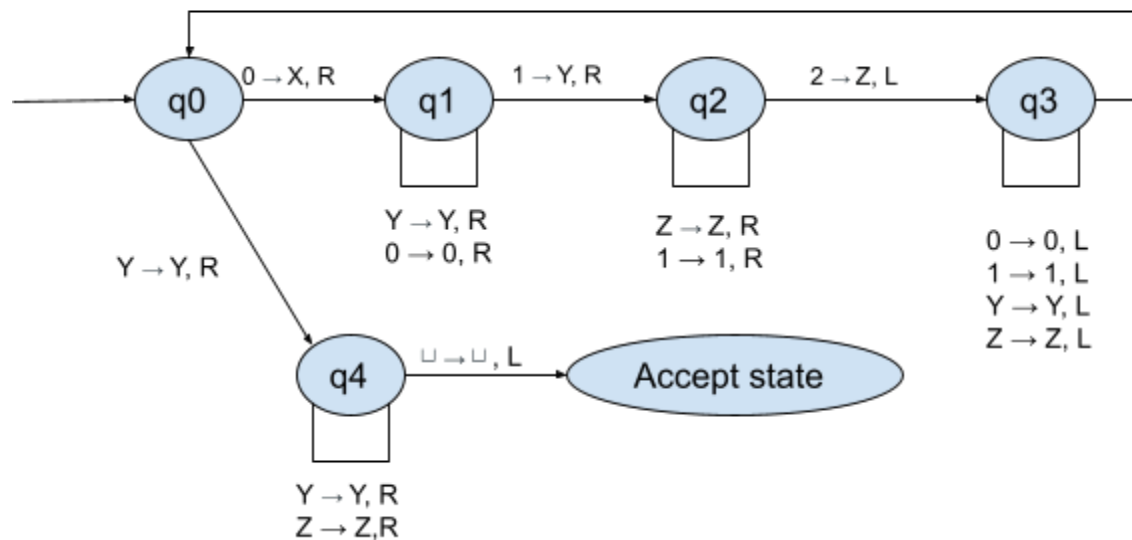 0 → X, R
1 → Y, R
2 → Z, L
q0
q1
q2
q3
Y → Y, R
0 → 0, R
Z → Z, R
1 → 1, R
0 → 0, L
1 → 1, L
Y → Y, L
Z → Z, L
Y → Y, R
q4
⊔ → ⊔ , L
Accept state
Y → Y, R
Z → Z,R